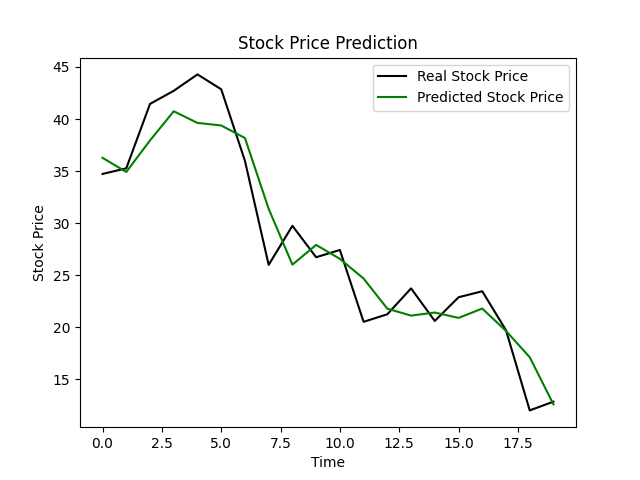 Stock Price Prediction
Real Stock Price
Predicted Stock Price
45
40
35
30
25
20
15
Stock Price
0.0 2.5 5.0 7.5 10.0 12.5 15.0 17.5
Time